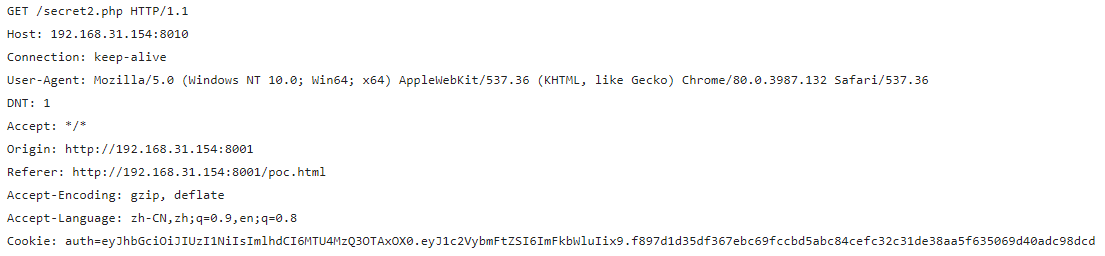 GET /secret2.php HTTP/1.1
Host: 192.168.31.154:8010
Connection: keep-alive
User-Agent: Mozilla/5.0 (Windows NT 10.0; Win64; x64) AppleWebKit/537.36 (KHTML, like Gecko) Chrome/80.0.3987.132 Safari/537.36
DNT: 1
Accept: */*
Origin: http://192.168.31.154:8001
Referer: http://192.168.31.154:8001/poc.html
Accept-Encoding: gzip, deflate
Accept-Language: zh-CN,zh;q=0.9,en;q=0.8
Cookie: auth=eyJhbGciOiJIUzI1NiIsImlhdCI6MTU4MzQ3OTAxOX0.eyJ1c2VybmFtZSI6ImFkbWluIix9.f897d1d35df367ebc69fccbd5abc84cefc32c31de38aa5f635069d40adc98dcd